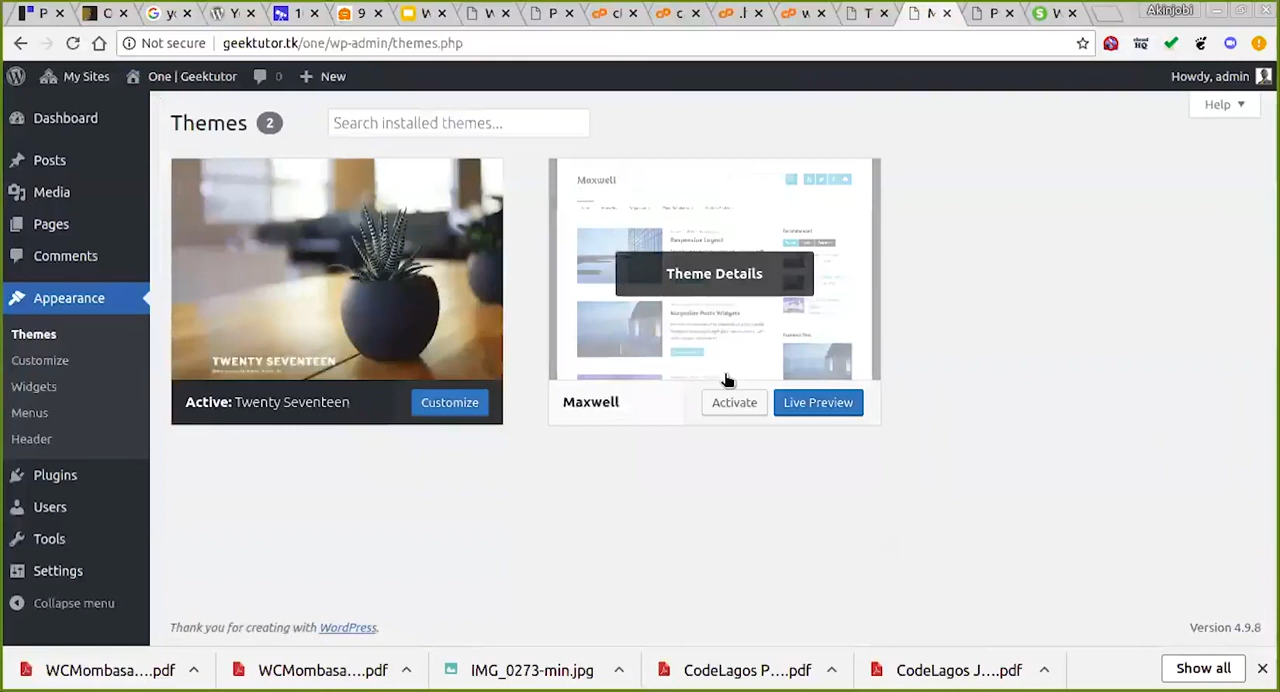 P
C
yc
Y
1
9
W
W
P
cl
c
.l
w
T
M
P
W
Akinjobi
Not secure
geektutor.tk/one/wp-admin/themes.php
My Sites
One | Geektutor
0
New
Howdy, admin
Dashboard
Posts
Media
Pages
Comments
Appearance
Themes
Customize
Widgets
Menus
Header
Plugins
Users
Tools
Settings
Collapse menu
Themes 2
Search installed themes...
Help
TWENTY SEVENTEEN
Active: Twenty Seventeen
Customize
Maxwell
Theme Details
Maxwell
Activate
Live Preview
Thank you for creating with WordPress.
Version 4.9.8
WCMombasa....pdf
WCMombasa....pdf
IMG_0273-min.jpg
CodeLagos P....pdf
CodeLagos J....pdf
Show all